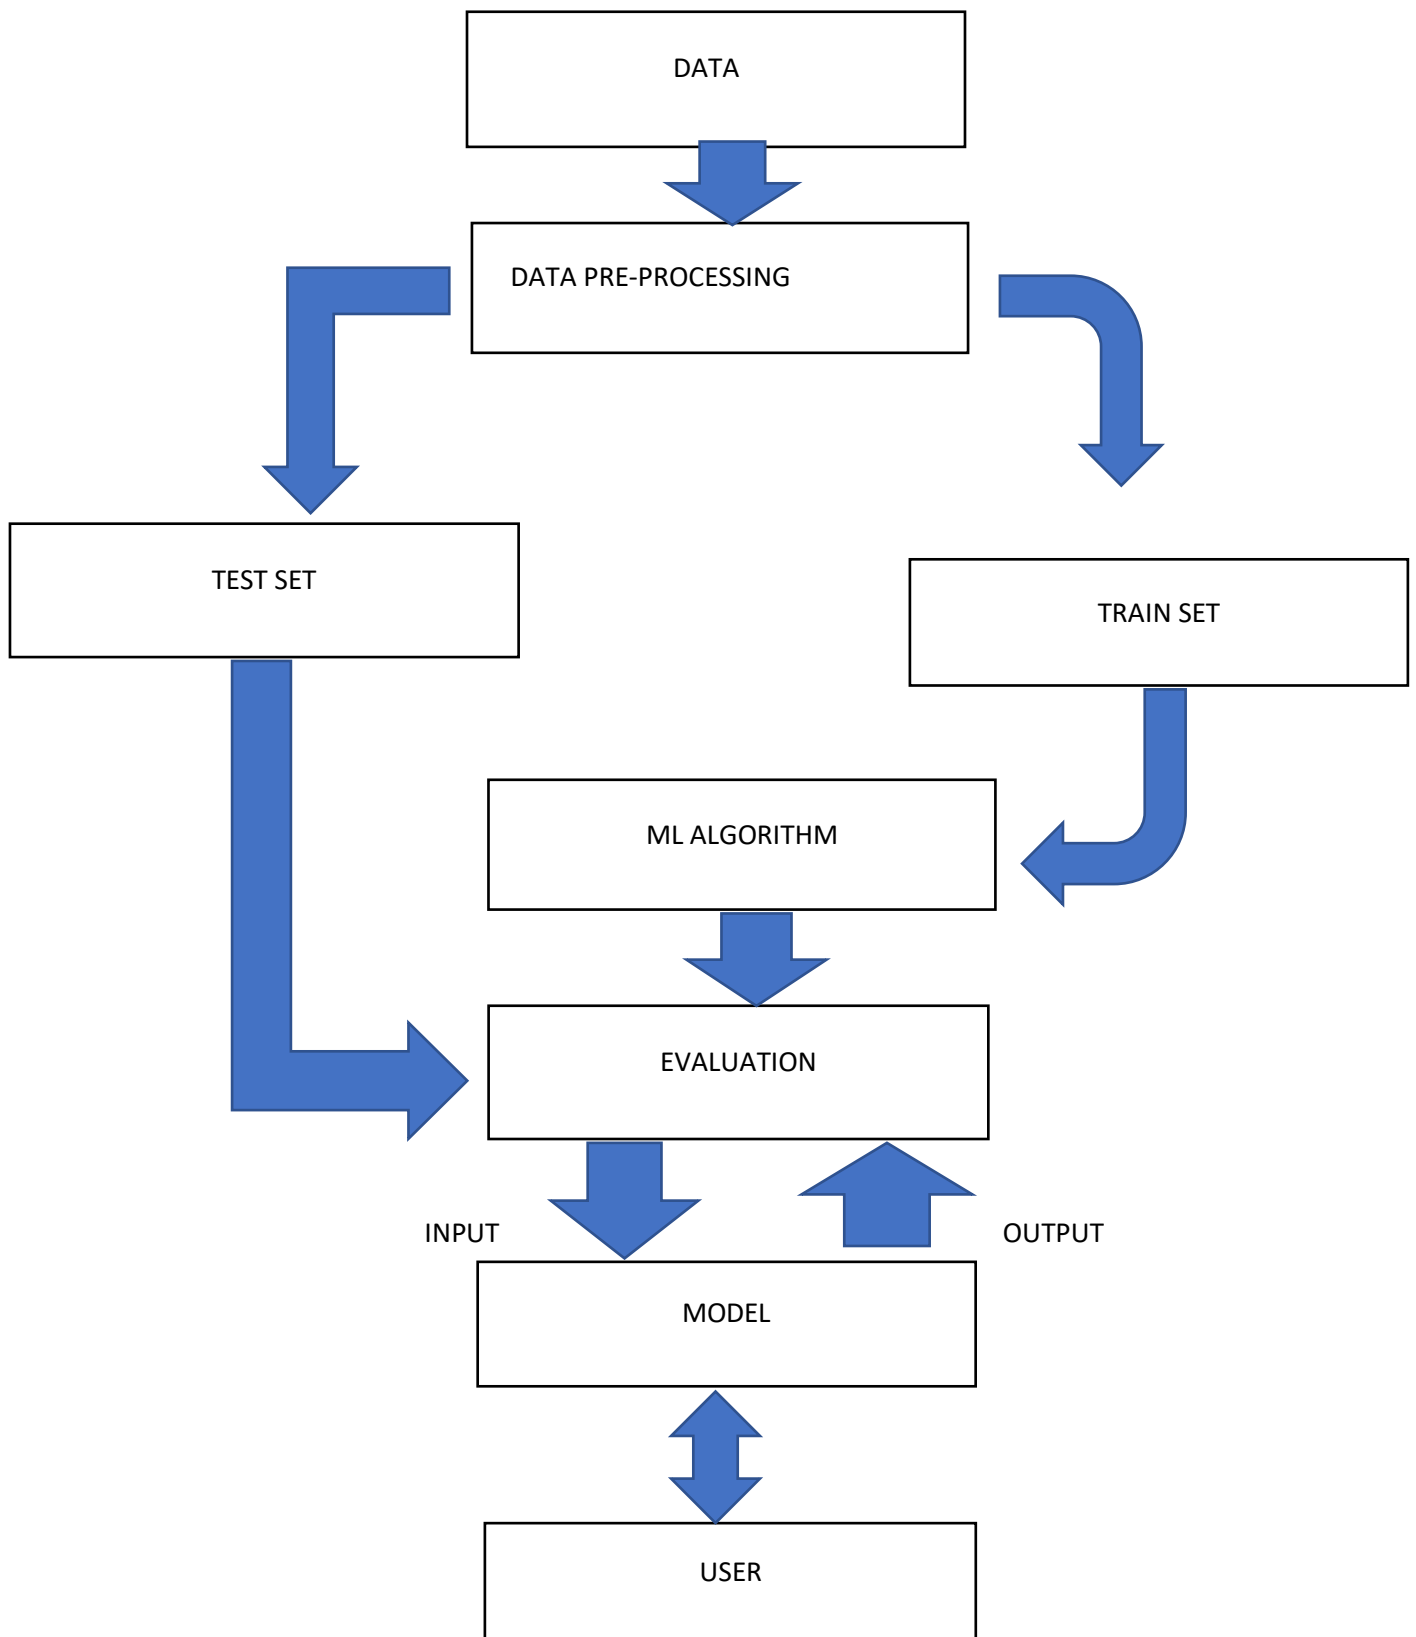 DATA
DATA PRE-PROCESSING
TEST SET
TRAIN SET
ML ALGORITHM
EVALUATION
INPUT
OUTPUT
MODEL
USER